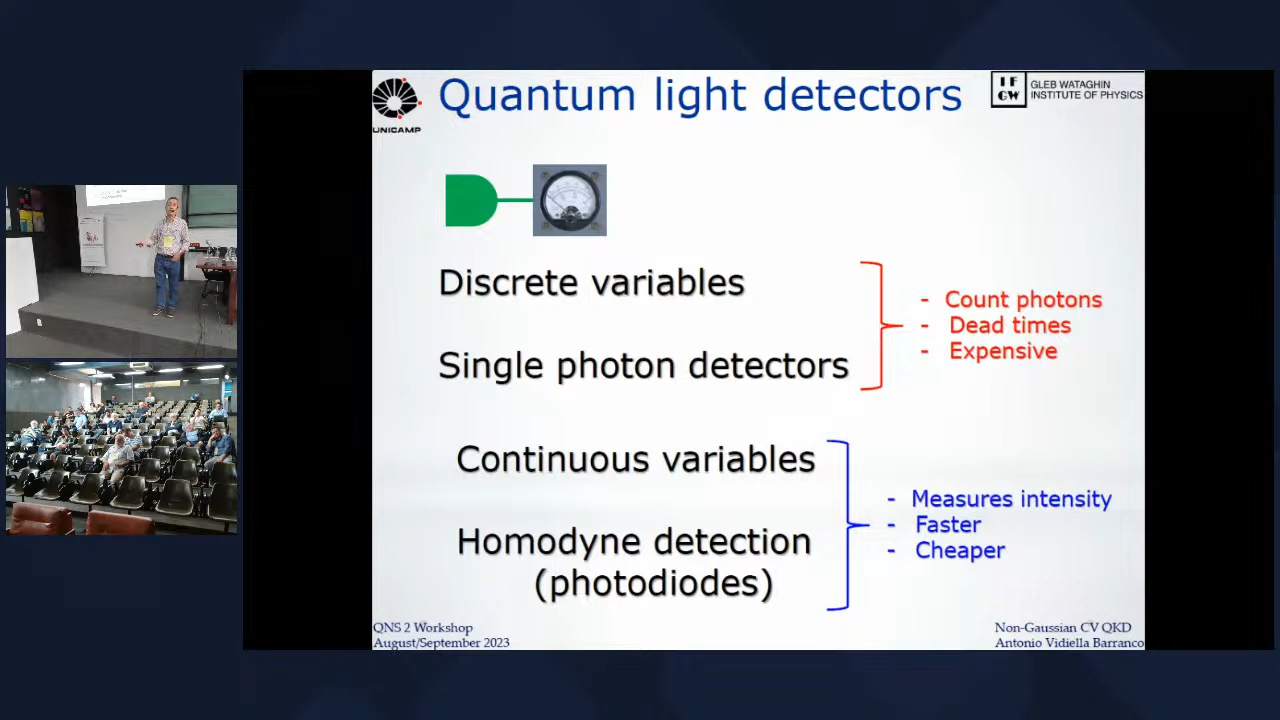 UNICAMP
Quantum light detectors
IF
GW
GLEB WATAGHIN
INSTITUTE OF PHYSICS
Discrete variables
Single photon detectors
- Count photons
- Dead times
- Expensive
Continuous variables
Homodyne detection
(photodiodes)
- Measures intensity
- Faster
- Cheaper
QNS 2 Workshop
August/September 2023
Non-Gaussian CV QKD
Antonio Vidiella Barranco